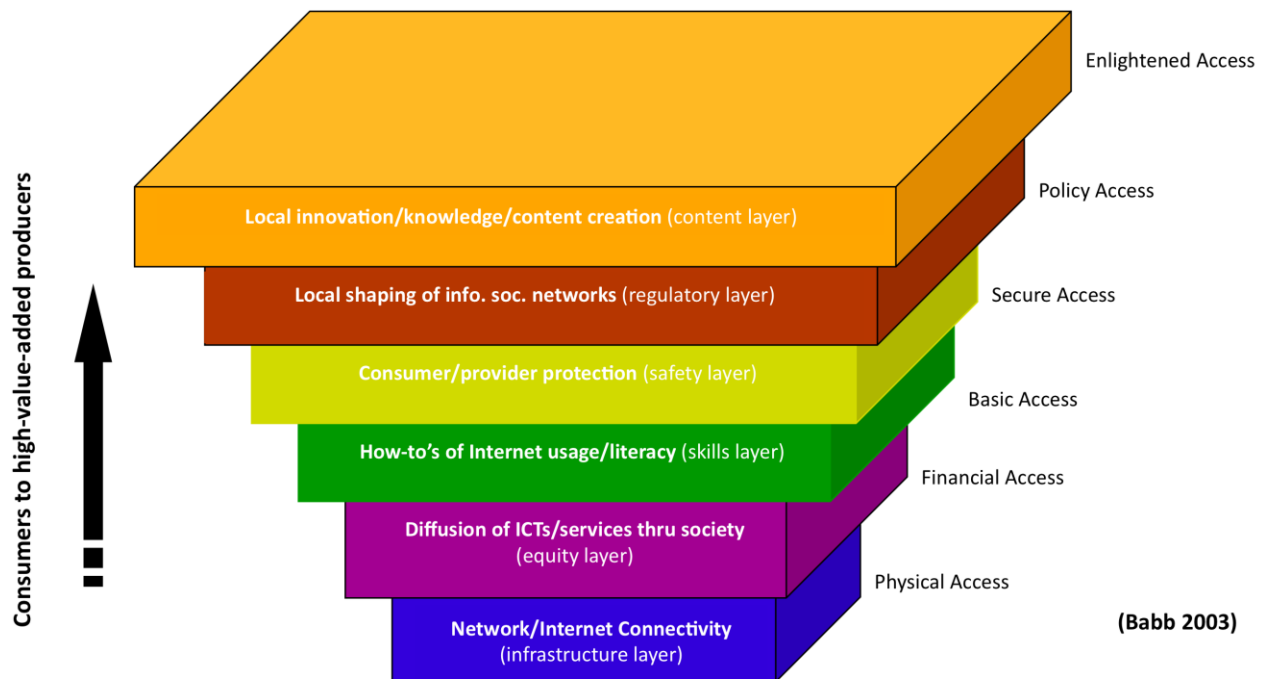 Enlightened Access
Local innovation/knowledge/content creation (content layer)
Policy Access
Local shaping of info. soc. networks (regulatory layer)
Secure Access
Consumer/provider protection (safety layer)
Basic Access
How-to’s of Internet usage/literacy (skills layer)
Financial Access
Diffusion of ICTs/services thru society
(equity layer)
Physical Access
Network/Internet Connectivity
(infrastructure layer)
Consumers to high-value-added producers
(Babb 2003)